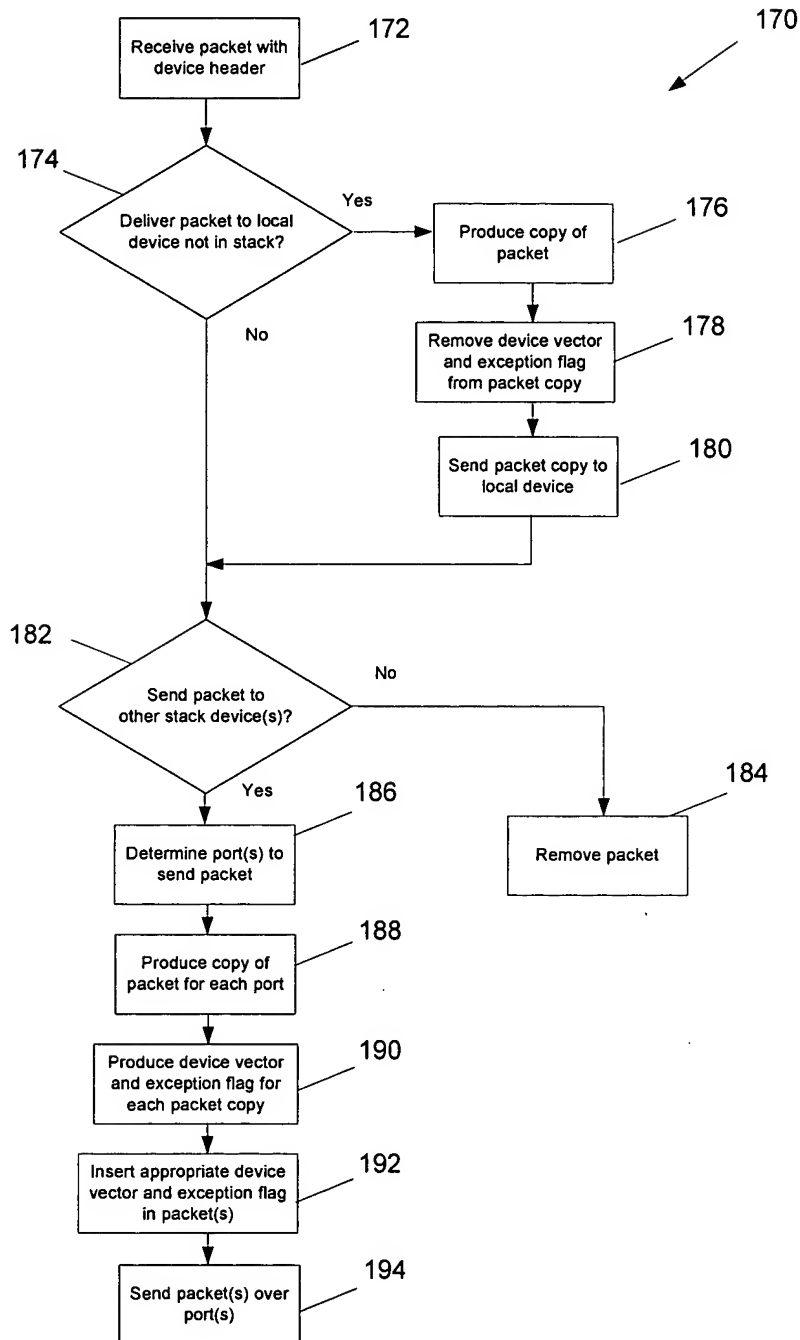 170
172
Receive packet with
device header
174
Deliver packet to local
device not in stack?
Yes
No
176
Produce copy of
packet
178
Remove device vector
and exception flag
from packet copy
180
Send packet copy to
local device
182
Send packet to
other stack device(s)?
No
Yes
184
Remove packet
186
Determine port(s) to
send packet
188
Produce copy of
packet for each port
190
Produce device vector
and exception flag for
each packet copy
192
Insert appropriate device
vector and exception flag
in packet(s)
194
Send packet(s) over
port(s)